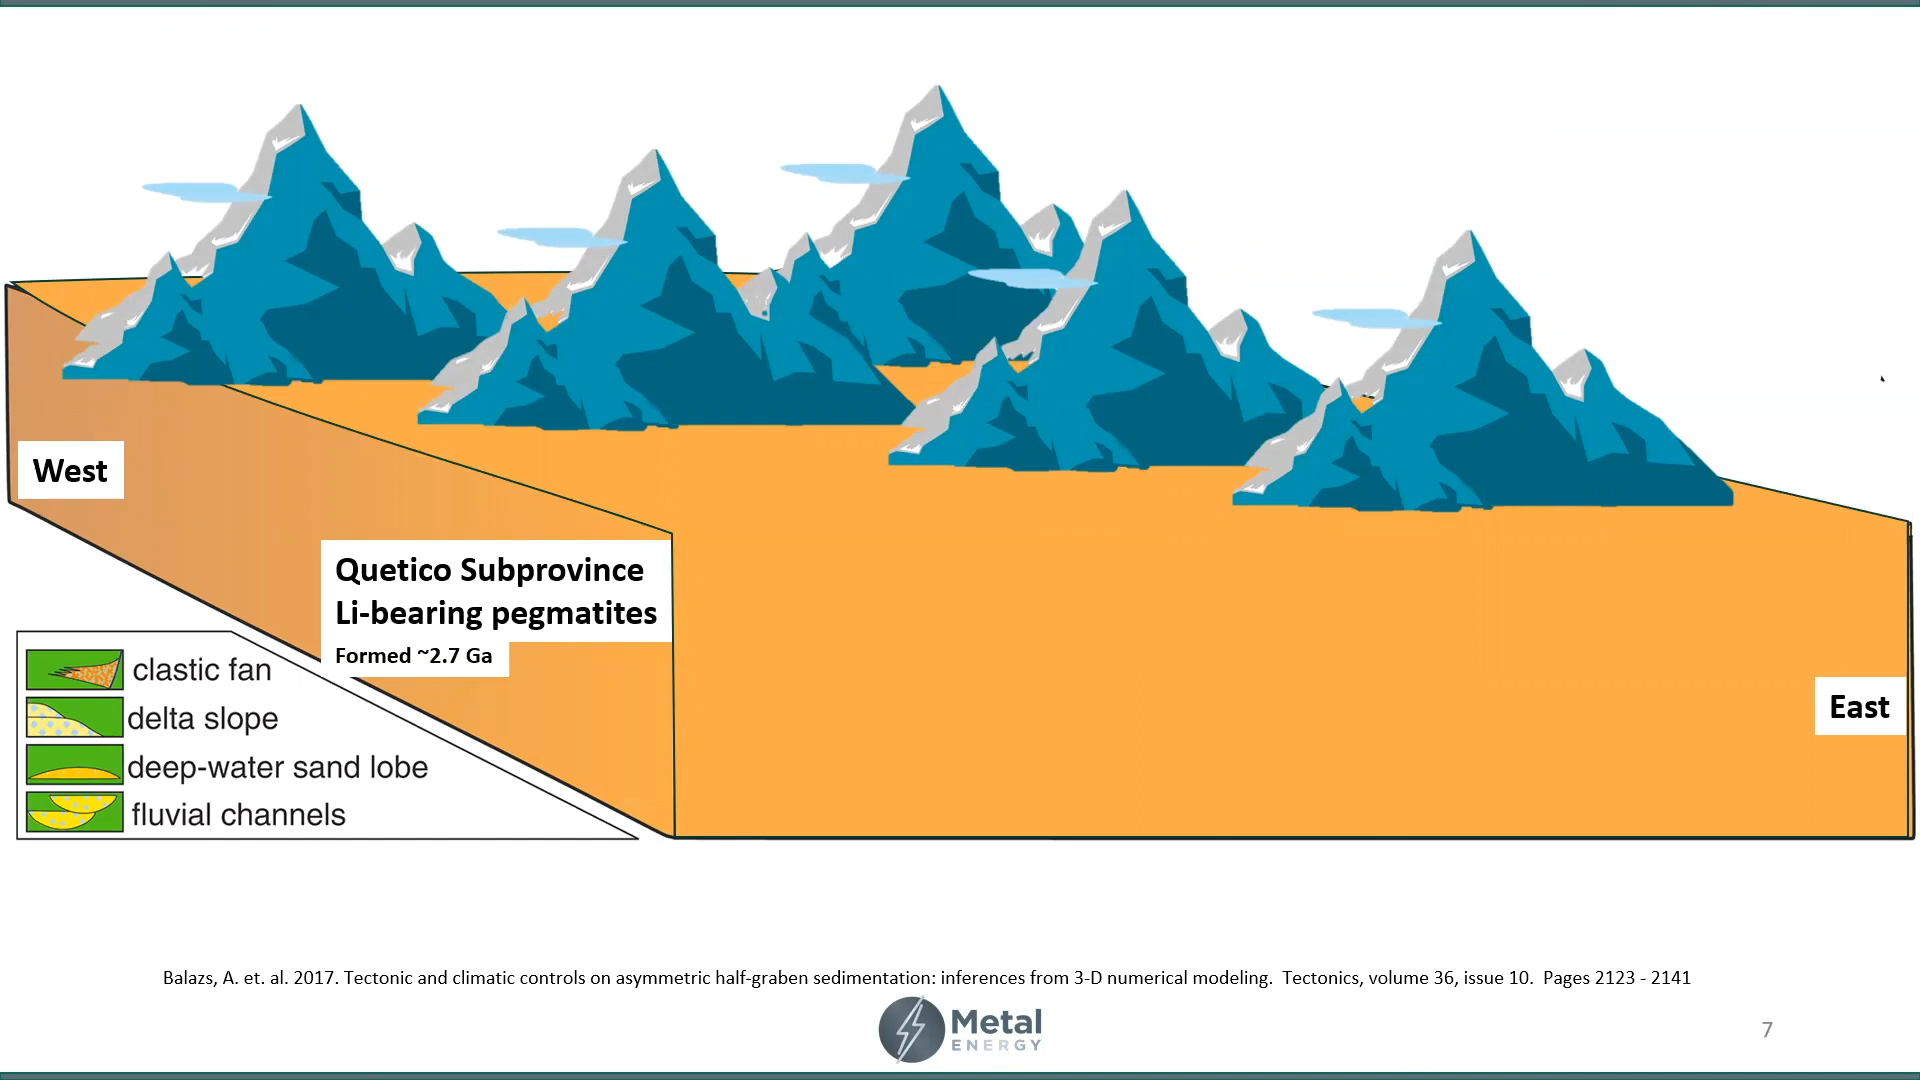 West
Quetico Subprovince
Li-bearing pegmatites
Formed ~2.7 Ga
clastic fan
delta slope
deep-water sand lobe
fluvial channels
East
Balazs, A. et. al. 2017. Tectonic and climatic controls on asymmetric half-graben sedimentation: inferences from 3-D numerical modeling. Tectonics, volume 36, issue 10. Pages 2123 - 2141
Metal
ENERGY
7